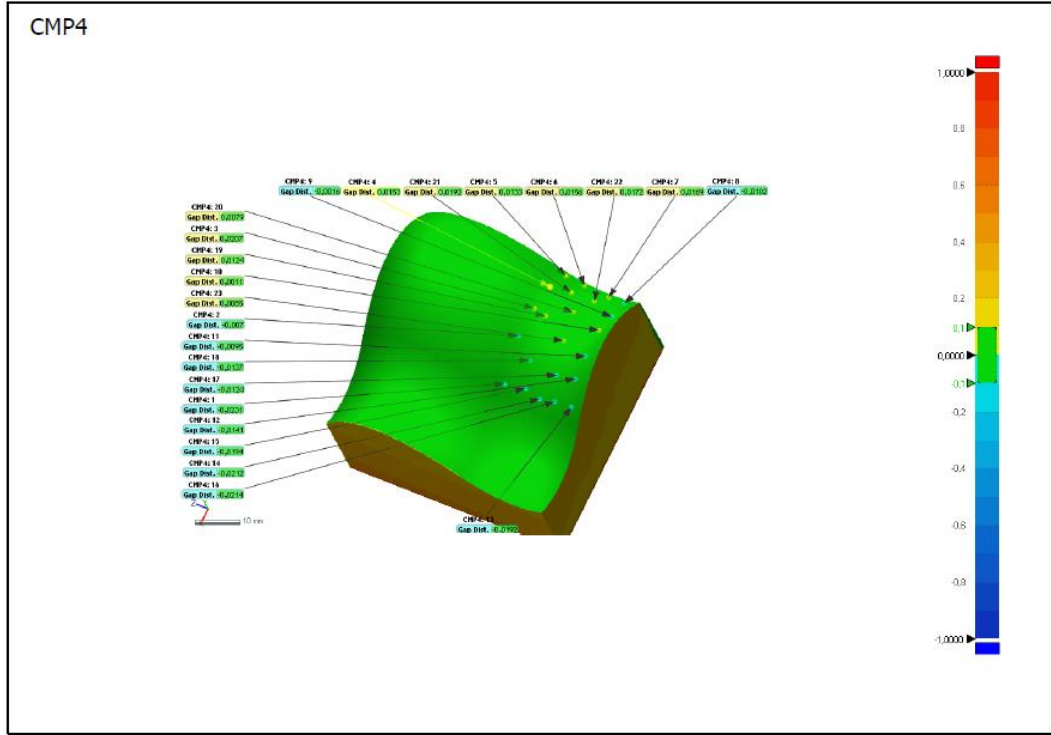 CMP4
CMP4: 9
Gap Dist. -0,0016
CMP4: 4
Gap Dist. 0,0153
CMP4: 21
Gap Dist. 0,0192
CMP4: 5
Gap Dist. 0,0133
CMP4: 6
Gap Dist. 0,0156
CMP4: 22
Gap Dist. 0,0172
CMP4: 7
Gap Dist. 0,0169
CMP4: 8
Gap Dist. -0,0102
CMP4: 20
Gap Dist. 0,0079
CMP4: 3
Gap Dist. 0,0207
CMP4: 19
Gap Dist. 0,0124
CMP4: 10
Gap Dist. 0,0011
CMP4: 23
Gap Dist. 0,0055
CMP4: 2
Gap Dist. -0,007
CMP4: 11
Gap Dist. -0,0095
CMP4: 18
Gap Dist. -0,0137
CMP4: 17
Gap Dist.
CMP4: 1
Gap Dist. -0,0231
CMP4: 12
Gap Dist. -0,0143
CMP4: 15
Gap Dist. -0,0194
CMP4: 14
Gap Dist. -0,0212
CMP4: 16
Gap Dist. -0,0214
CMP4: 13
Gap Dist. -0,0192
Z
10 mm
1,0000
0,8
0,6
0,4
0,2
0,1
0,0000
-0,1
-0,2
-0,4
-0,6
-0,8
-1,0000